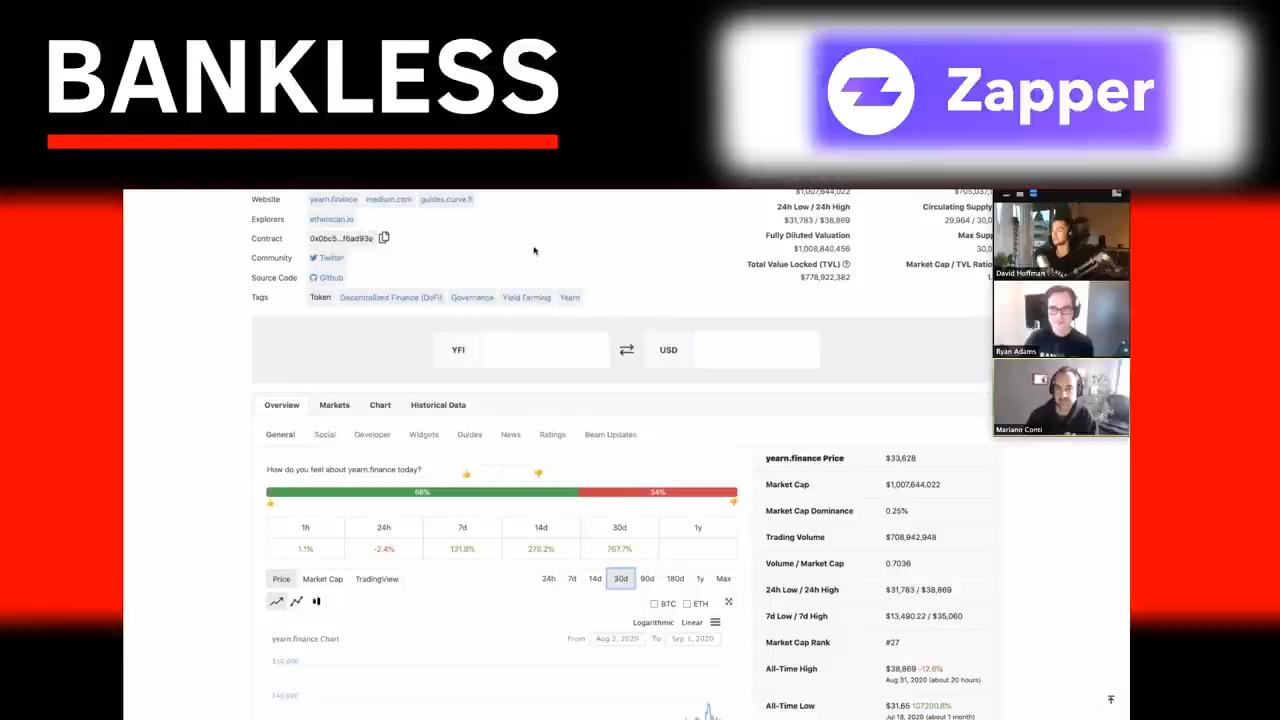 BANKLESS
Zapper
Website yearn.finance medium.com guides.curve.fi
$1,007,644,022
24h Low / 24h High
Circulating Supply
Explorers etherscan.io
$31,783 / $38,869
29,964 / 30,0
Contract 0x0bc5...f6ad93e
Fully Diluted Valuation
Max Supp
$1,008,840,456
30,0
Community Twitter
Total Value Locked (TVL)
Market Cap / TVL Ratio
Source Code Github
$778,922,382
1.
Tags Token Decentralized Finance (DeFi) Governance Yield Farming Yearn
David Hoffman
Ryan Adams
Mariano Conti
YFI USD
Overview Markets Chart Historical Data
General Social Developer Widgets Guides News Ratings Beam Updates
How do you feel about yearn.finance today?
66% 34%
1h 24h 7d 14d 30d 1y
1.1% -2.4% 131.8% 278.2% 767.7%
Price Market Cap TradingView
24h 7d 14d 30d 90d 180d 1y Max
BTC ETH
Logarithmic Linear
yearn.finance Chart From Aug 2, 2020 To Sep 1, 2020
$50,000
$40,000
yearn.finance Price $33,628
Market Cap $1,007,644,022
Market Cap Dominance 0.25%
Trading Volume $708,942,948
Volume / Market Cap 0.7036
24h Low / 24h High $31,783 / $38,869
7d Low / 7d High $13,490.22 / $35,060
Market Cap Rank #27
All-Time High $38,869 -12.6%
Aug 31, 2020 (about 20 hours)
All-Time Low $31.65 107200.8%
Jul 18, 2020 (about 1 month)